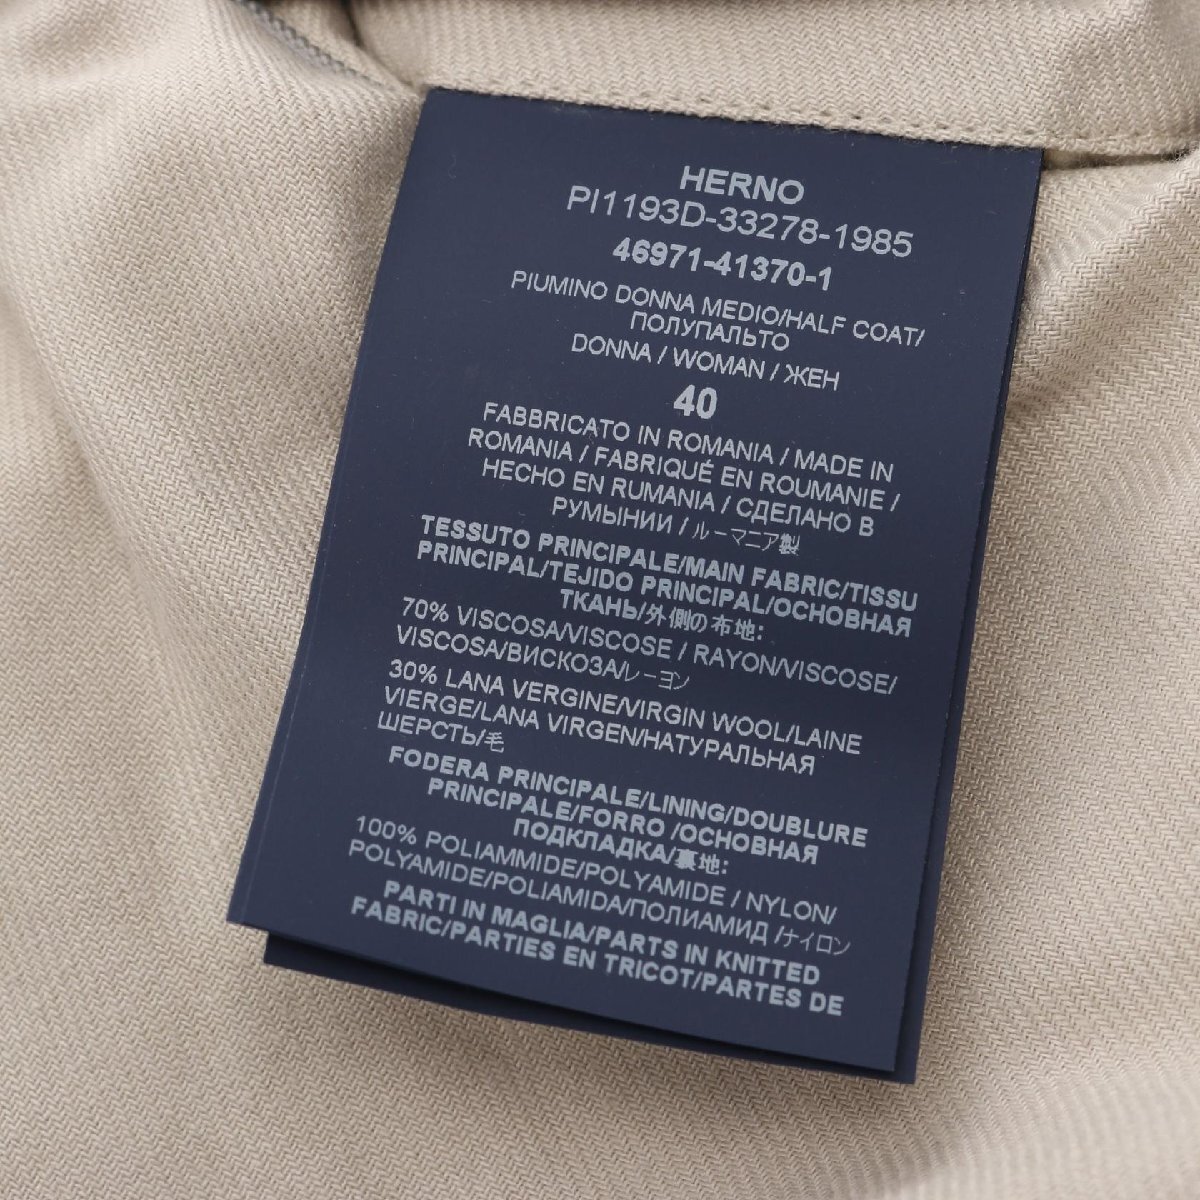 HERNO
PI1193D-33278-1985
46971-41370-1
PIUMINO DONNA MEDIO/HALF COAT/
ПОЛУПАЛЬТО
DONNA / WOMAN / ЖЕН
40
FABBRICATO IN ROMANIA / MADE IN
ROMANIA / FABRIQUÉ EN ROUMANIE /
HECHO EN RUMANIA / СДЕЛАНО В
РУМЫНИИ / ルーマニア製
TESSUTO PRINCIPALE/MAIN FABRIC/TISSU
PRINCIPAL/TEJIDO PRINCIPAL/ОСНОВНАЯ
ТКАНЬ/外側の布地:
70% VISCOSA/VISCOSE / RAYON/VISCOSE/
VISCOSA/ВИСКОЗА/レーヨン
30% LANA VERGINE/VIRGIN WOOL/LAINE
VIERGE/LANA VIRGEN/НАТУРАЛЬНАЯ
ШЕРСТЬ/毛
FODERA PRINCIPALE/LINING/DOUBLURE
PRINCIPALE/FORRO /ОСНОВНАЯ
ПОДКЛАДКА/裏地:
100% POLIAMMIDE/POLYAMIDE / NYLON/
POLYAMIDE/POLIAMIDA/ПОЛИАМИД /ナイロン
PARTI IN MAGLIA/PARTS IN KNITTED
FABRIC/PARTIES EN TRICOT/PARTES DE